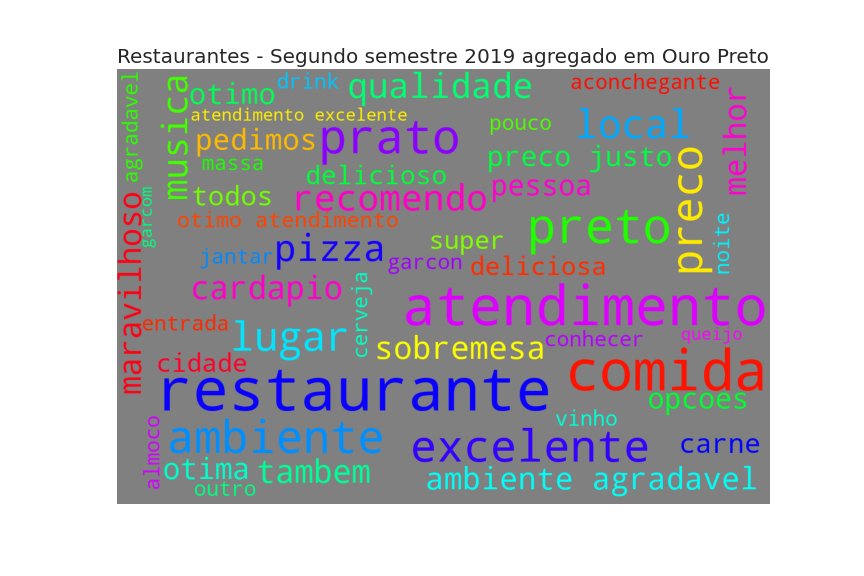 Restaurantes - Segundo semestre 2019 agregado em Ouro Preto
agradavel
musica
otimo
drink
qualidade
aconchegante
atendimento excelente
pedimos
prato
pouco
local
melhor
massa
delicioso
preco justo
preco
todos
recomendo
pessoa
garcom
maravilhoso
otimo atendimento
super
preto
noite
jantar
pizza
garcon
deliciosa
cardapio
cerveja
atendimento
entrada
lugar
sobremesa
conhecer
queijo
cidade
restaurante
comida
opcoes
almoco
ambiente
vinho
excelente
carne
otima
tambem
ambiente agradavel
outro